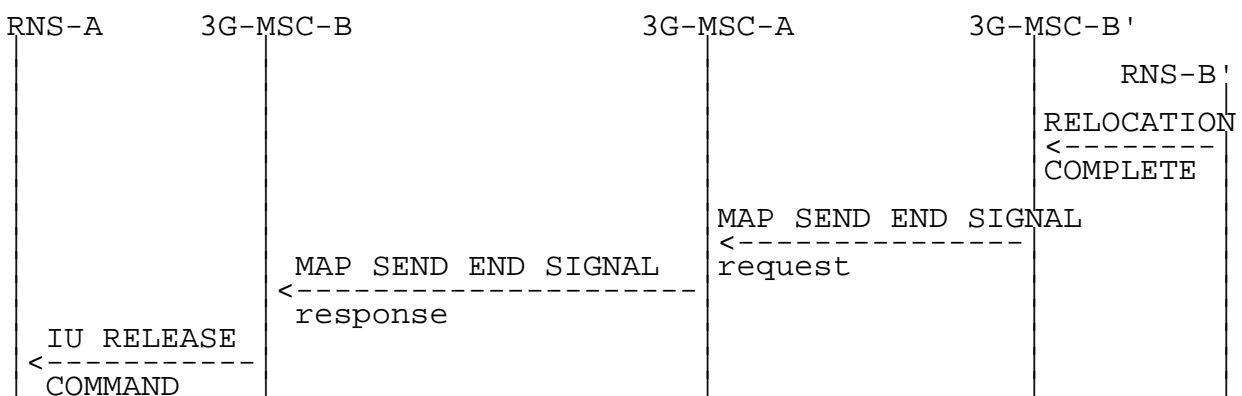 RNS-A 3G-MSC-B 3G-MSC-A 3G-MSC-B'
RNS-B'
RELOCATION
COMPLETE
MAP SEND END SIGNAL
request
MAP SEND END SIGNAL
response
IU RELEASE
COMMAND